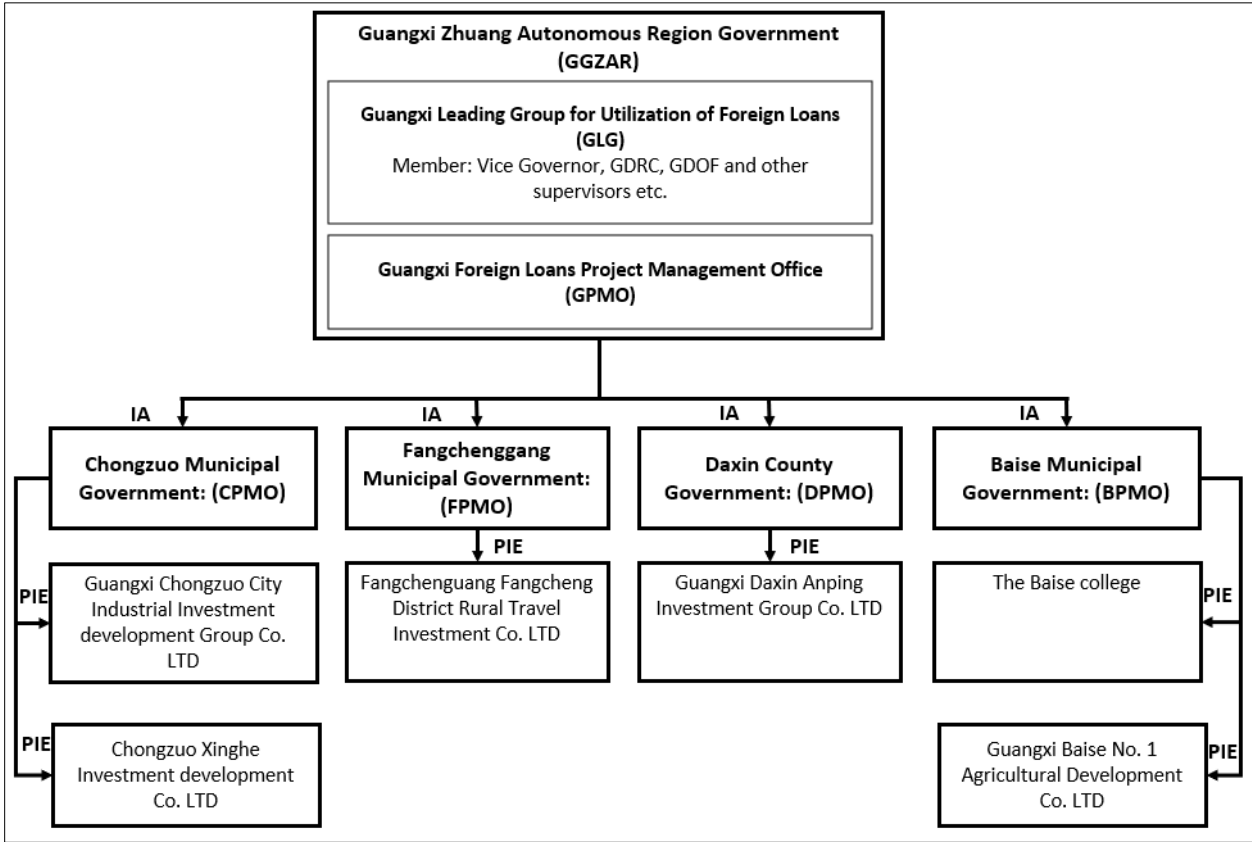 Guangxi Zhuang Autonomous Region Government
(GGZAR)
Guangxi Leading Group for Utilization of Foreign Loans
(GLG)
Member: Vice Governor, GDRC, GDOF and other
supervisors etc.
Guangxi Foreign Loans Project Management Office
(GPMO)
IA
IA
IA
IA
Chongzuo Municipal
Government: (CPMO)
Fangchenggang
Municipal Government:
(FPMO)
Daxin County
Government: (DPMO)
Baise Municipal
Government: (BPMO)
PIE
PIE
PIE
Guangxi Chongzuo City
Industrial Investment
development Group Co.
LTD
Fangchenguang Fangcheng
District Rural Travel
Investment Co. LTD
Guangxi Daxin Anping
Investment Group Co. LTD
The Baise college
PIE
PIE
Chongzuo Xinghe
Investment development
Co. LTD
Guangxi Baise No. 1
Agricultural Development
Co. LTD
PIE